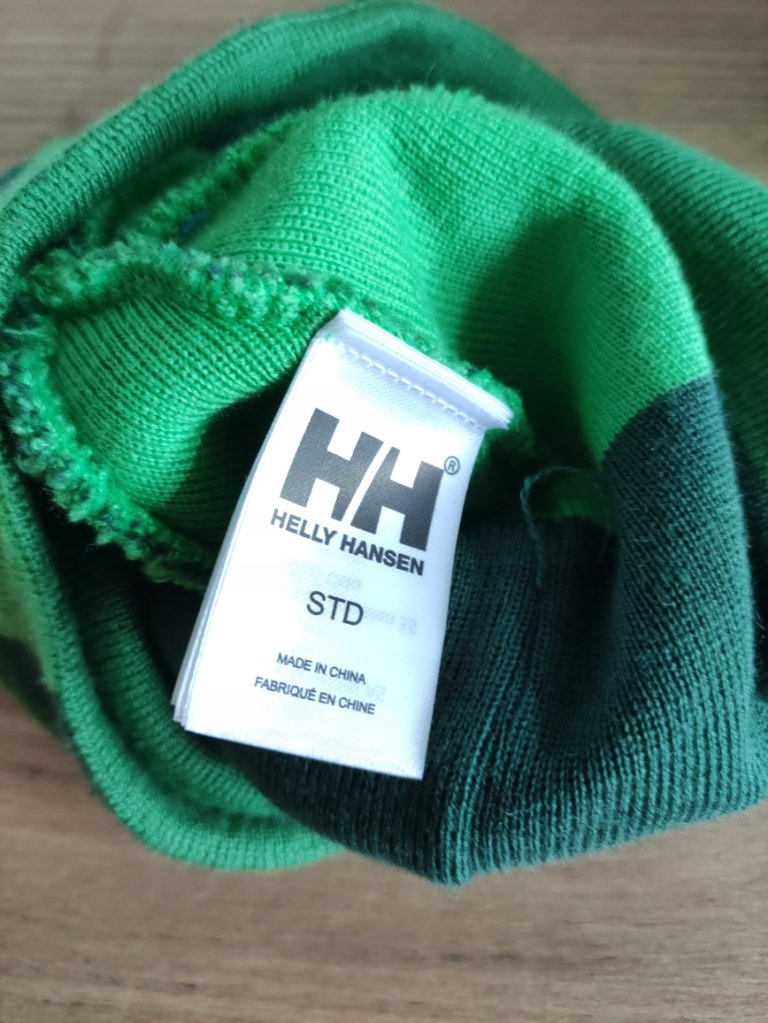 HH®
HELLY HANSEN
STD
MADE IN CHINA
FABRIQUÉ EN CHINE